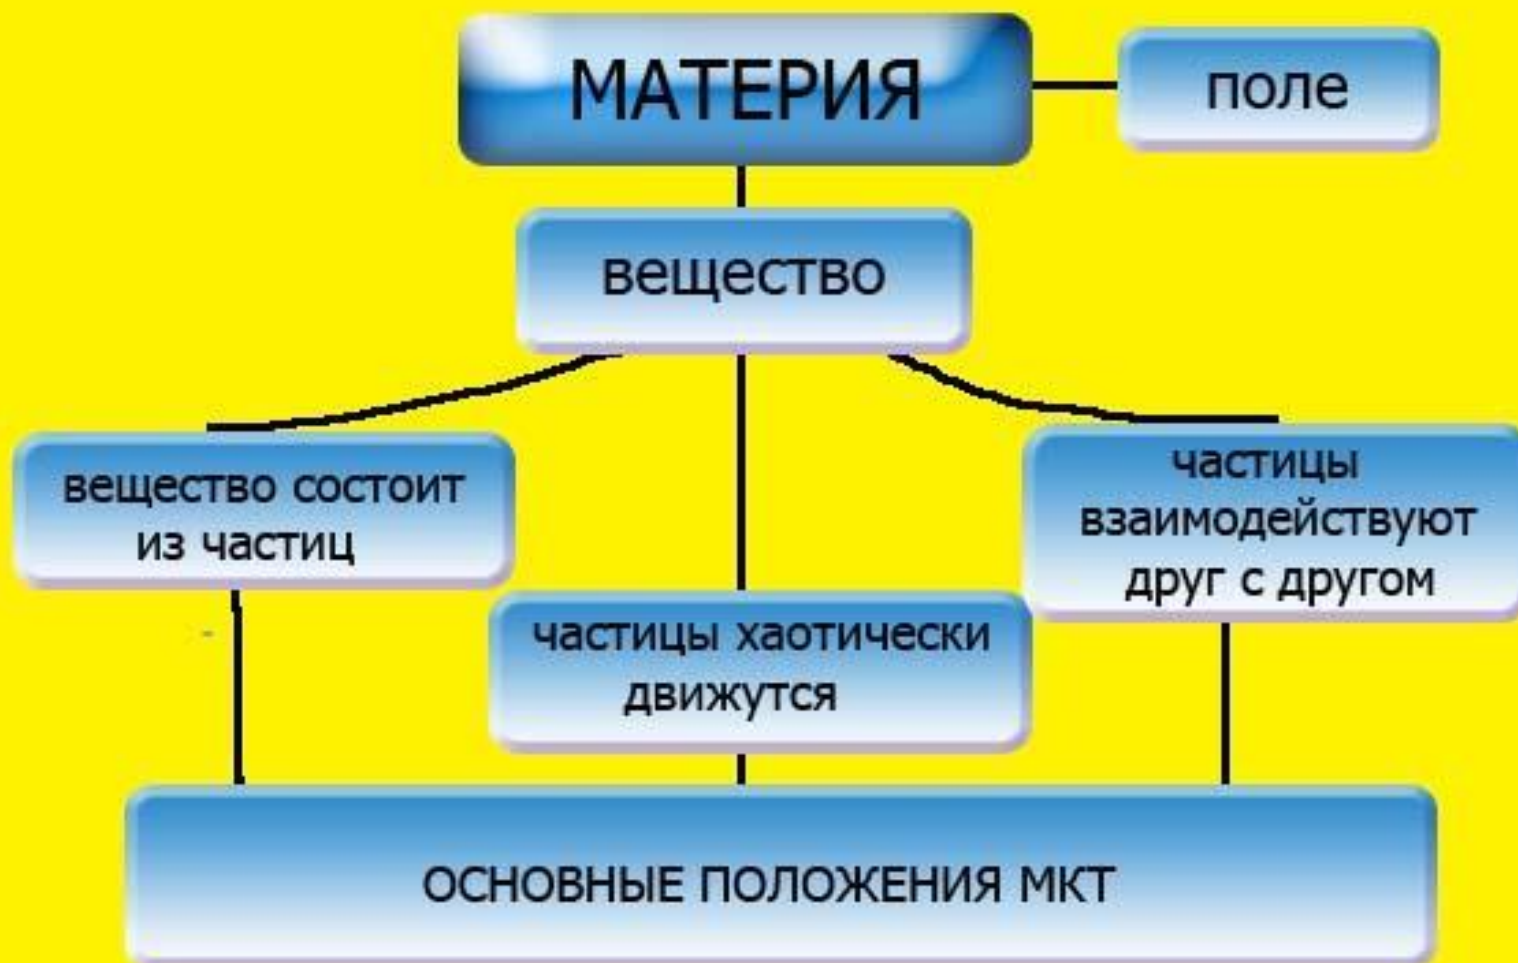 МАТЕРИЯ
поле
вещество
вещество состоит
из частиц
частицы хаотически
движутся
частицы
взаимодействуют
друг с другом
ОСНОВНЫЕ ПОЛОЖЕНИЯ МКТ